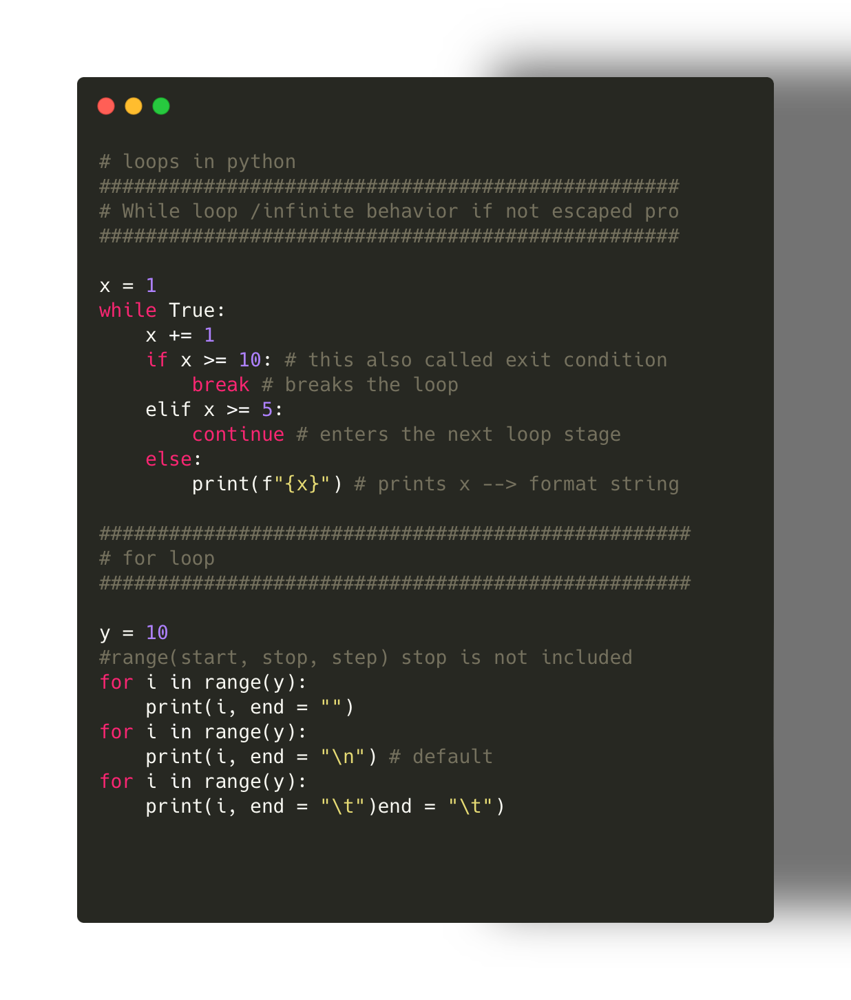 # loops in python
##################################################
# While loop /infinite behavior if not escaped pro
##################################################
x = 1
while True:
    x += 1
    if x >= 10: # this also called exit condition
        break # breaks the loop
    elif x >= 5:
        continue # enters the next loop stage
    else:
        print(f"{x}") # prints x --> format string
###################################################
# for loop
###################################################
y = 10
#range(start, stop, step) stop is not included
for i in range(y):
    print(i, end = "")
for i in range(y):
    print(i, end = "\n") # default
for i in range(y):
    print(i, end = "\t")end = "\t")